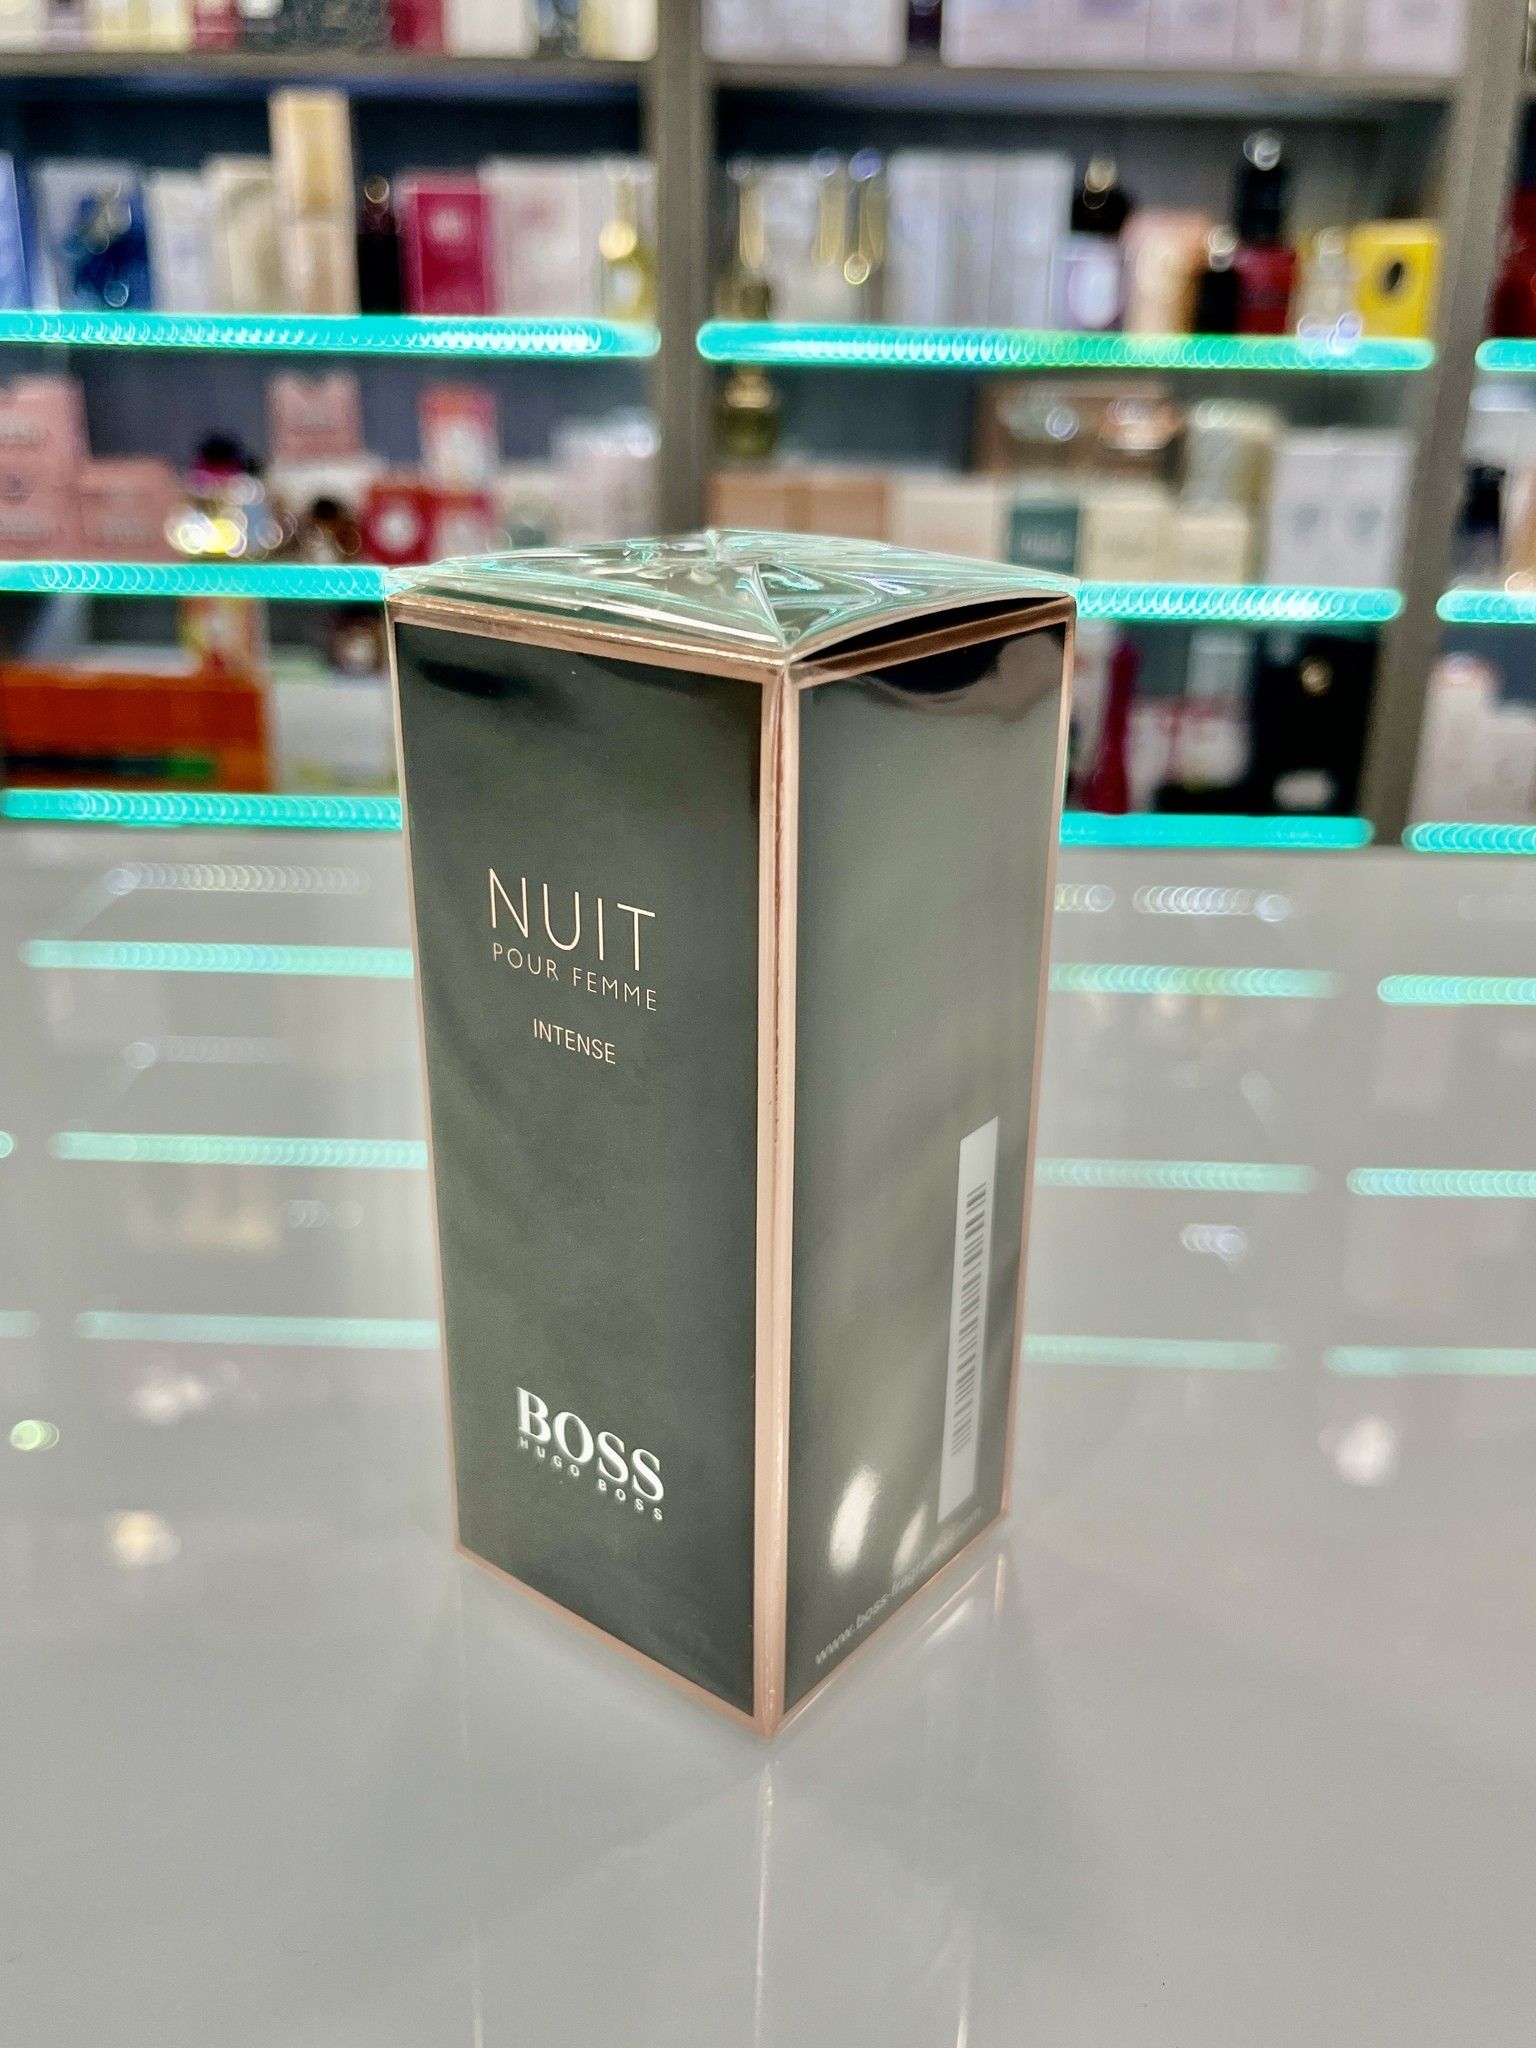 NUIT
POUR FEMME
INTENSE
BOSS
HUGO BOSS